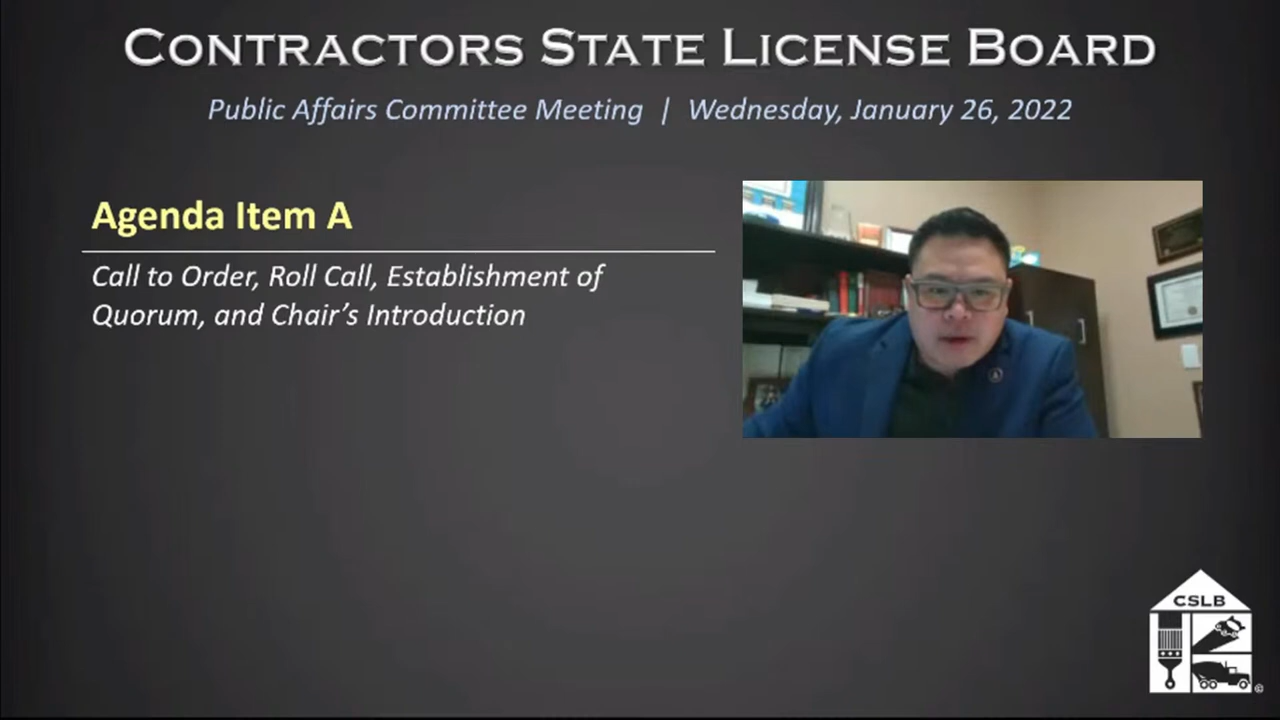 CONTRACTORS STATE LICENSE BOARD
Public Affairs Committee Meeting | Wednesday, January 26, 2022
Agenda Item A
Call to Order, Roll Call, Establishment of
Quorum, and Chair's Introduction
CSLB
©